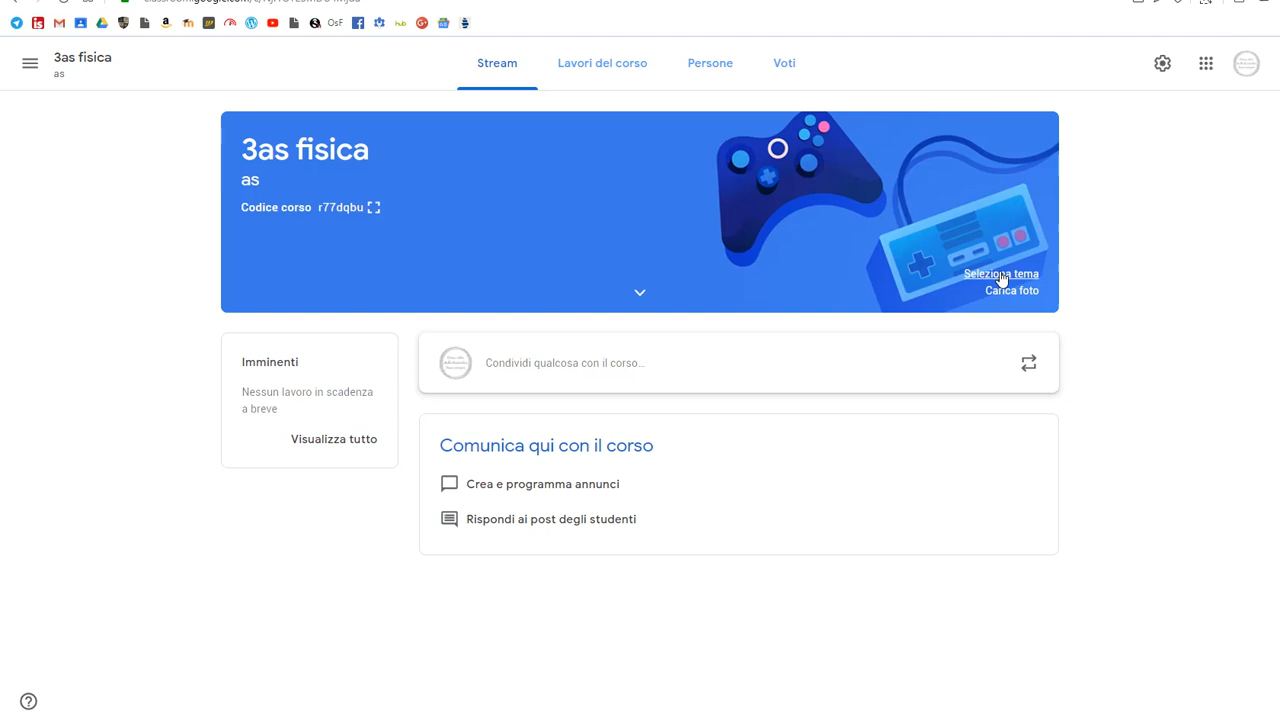 OsF
hub
3as fisica
as
Stream
Lavori del corso
Persone
Voti
3as fisica
as
Codice corso r77dqbu
Seleziona tema
Carica foto
Imminenti
Nessun lavoro in scadenza
a breve
Visualizza tutto
Condividi qualcosa con il corso...
Comunica qui con il corso
Crea e programma annunci
Rispondi ai post degli studenti